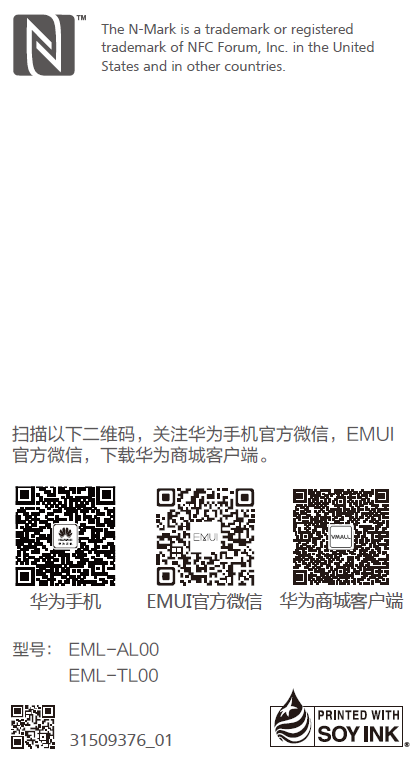 The N-Mark is a trademark or registered
trademark of NFC Forum, Inc. in the United
States and in other countries.
扫描以下二维码，关注华为手机官方微信，EMUI
官方微信，下载华为商城客户端。
HUAWEI
EMUI
VMALL
华为手机
EMUI官方微信
华为商城客户端
型号： EML-AL00
EML-TL00
31509376_01
PRINTED WITH
SOY INK